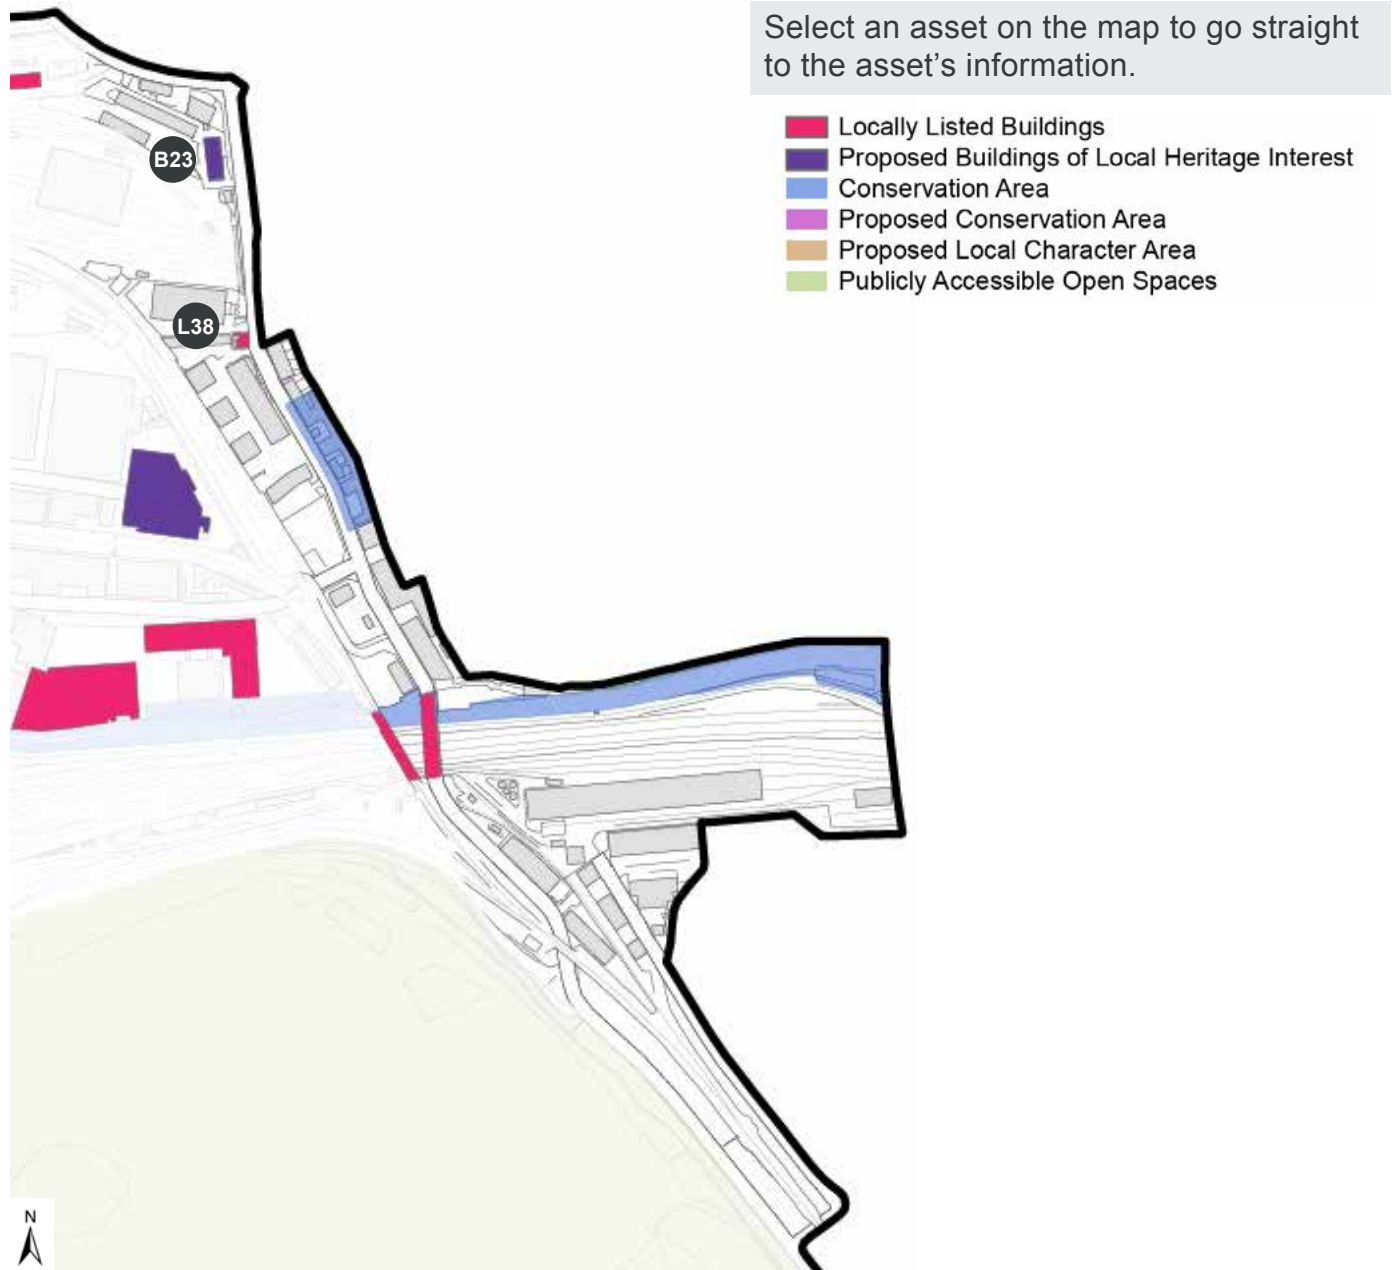 Select an asset on the map to go straight
to the asset's information.
Locally Listed Buildings
Proposed Buildings of Local Heritage Interest
Conservation Area
Proposed Conservation Area
Proposed Local Character Area
Publicly Accessible Open Spaces
B23
L38
N